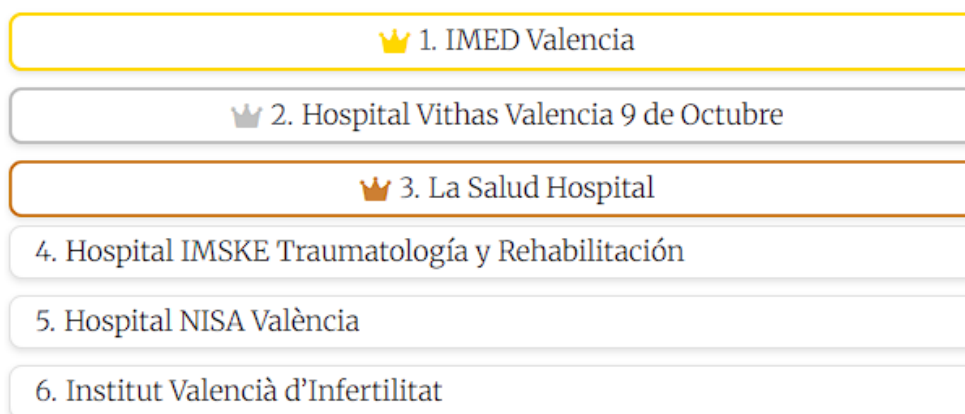 1. IMED Valencia
2. Hospital Vithas Valencia 9 de Octubre
3. La Salud Hospital
4. Hospital IMSKE Traumatología y Rehabilitación
5. Hospital NISA València
6. Institut Valencià d’Infertilitat